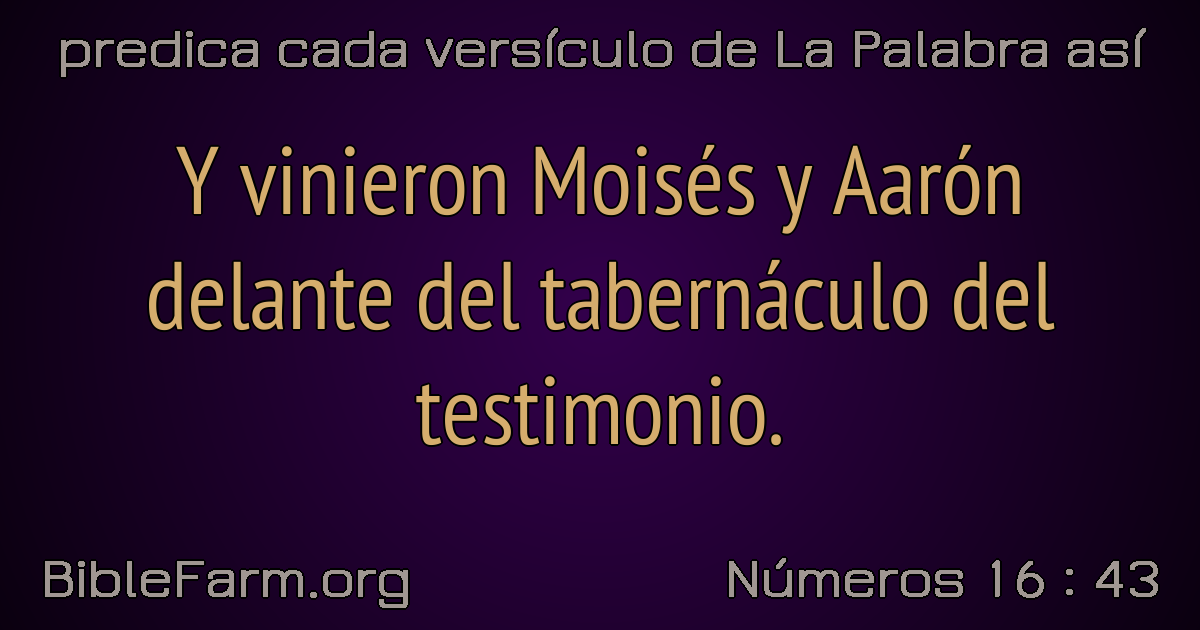 predica cada versículo de La Palabra así
Y vinieron Moisés y Aarón
delante del tabernáculo del
testimonio.
BibleFarm.org
Números 16 : 43